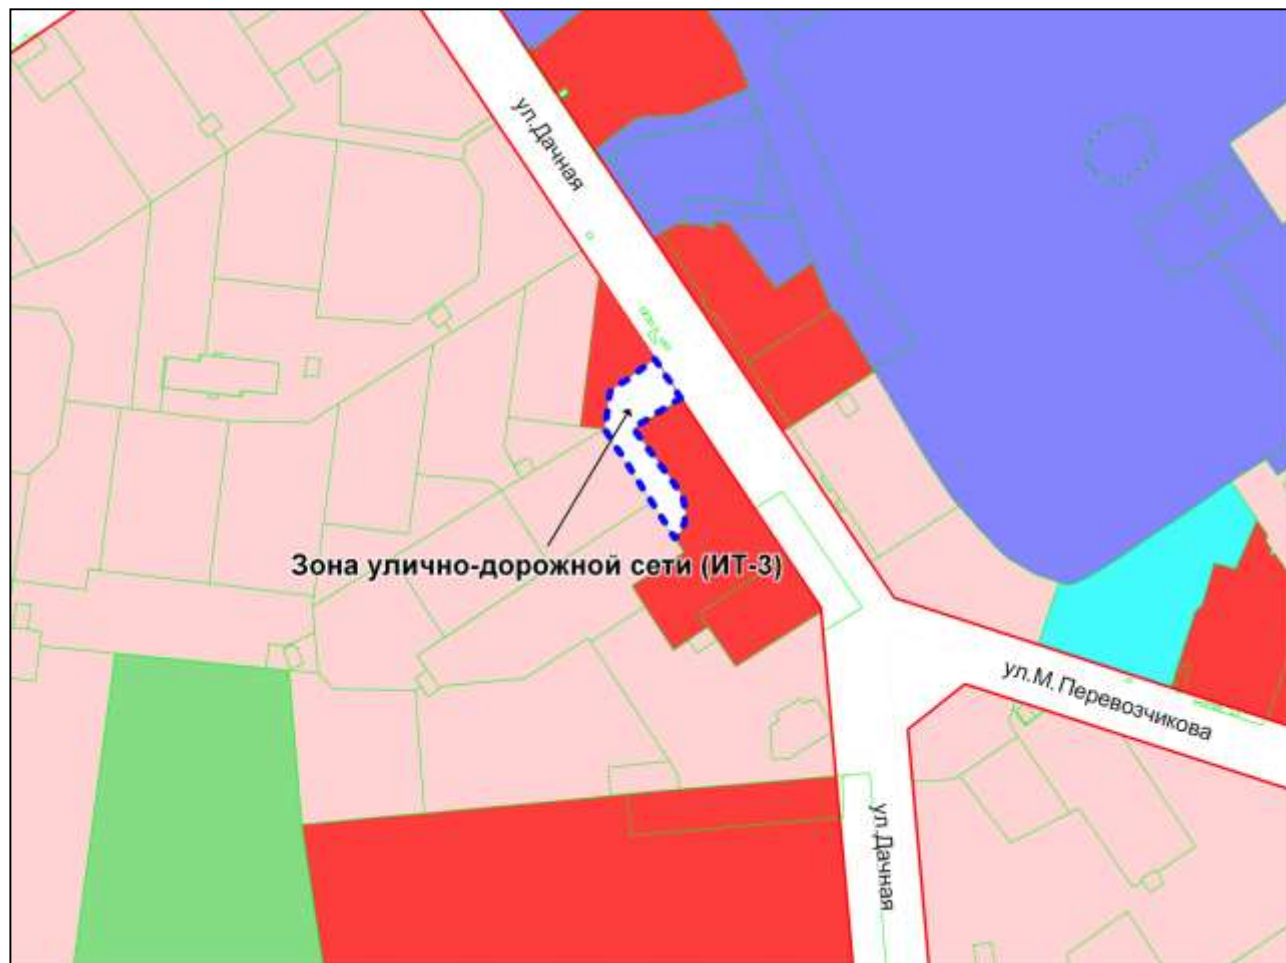 ул.Дачная
Зона улично-дорожной сети (ИТ-3)
ул.М.Перевозчикова
ул.Дачная